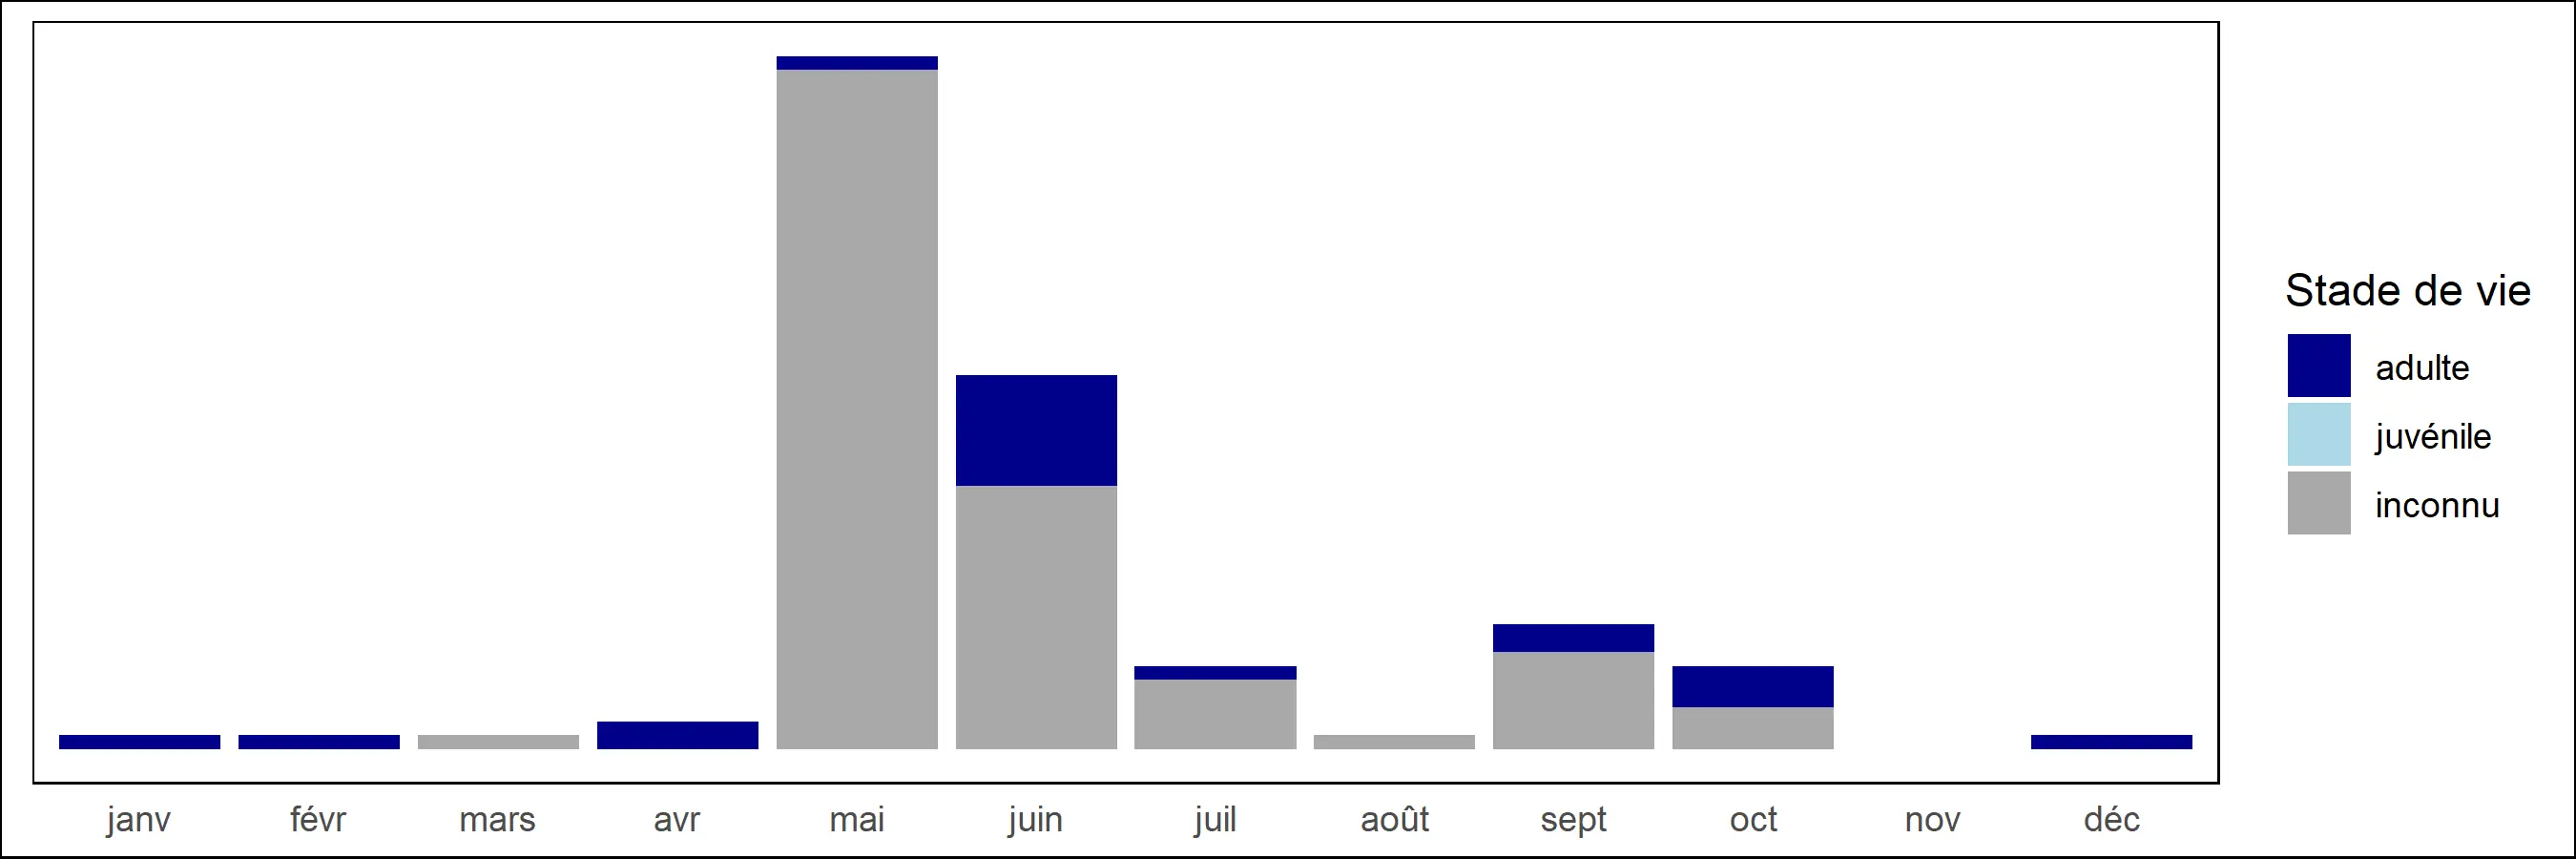 Stade de vie
adulte
juvénile
inconnu
janv févr mars avr mai juin juil août sept oct nov déc